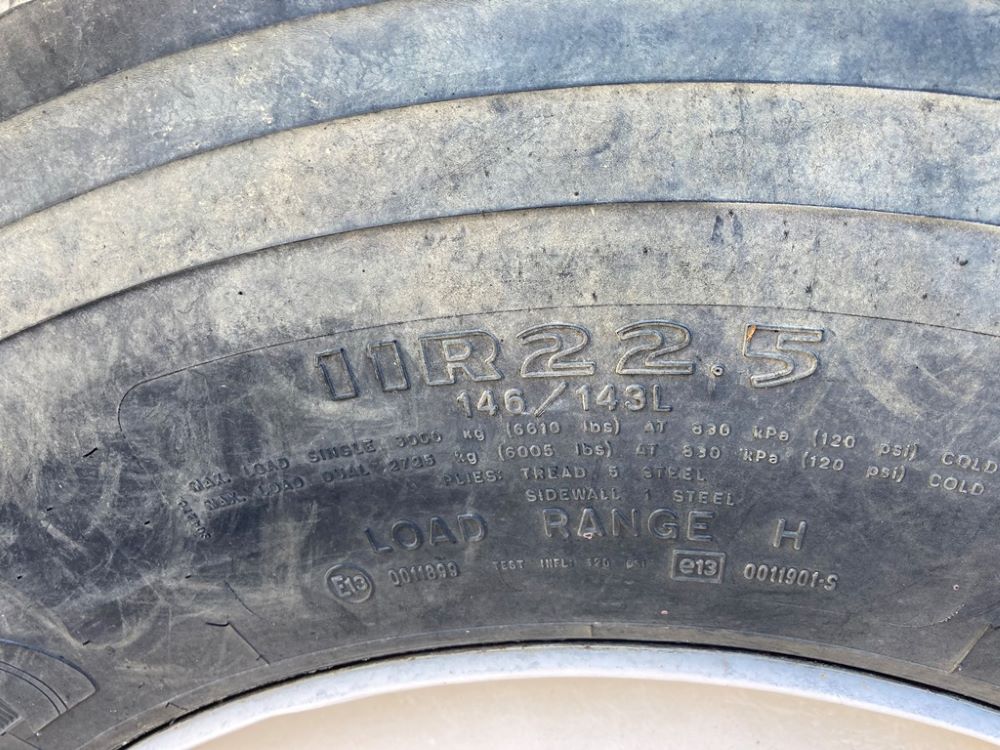 11R22.5
146/143L
MAX. LOAD SINGLE 3000 kg (6610 lbs) AT 830 kPa (120 psi) COLD
MAX. LOAD DUAL 2725 kg (6005 lbs) AT 830 kPa (120 psi) COLD
PLIES: TREAD 5 STEEL
SIDEWALL 1 STEEL
LOAD RANGE H
E13 0011899 TEST INFL: 120 psi e13 0011901-S